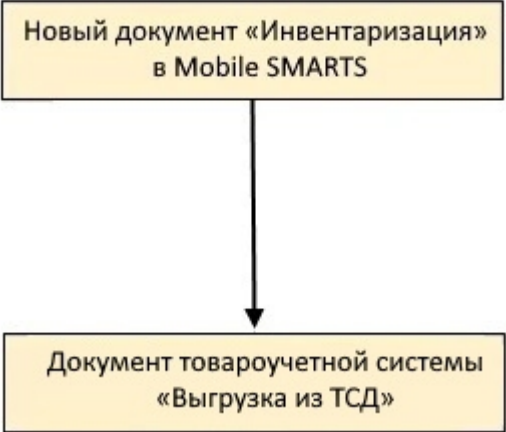 Новый документ «Инвентаризация»
в Mobile SMARTS
Документ товароучетной системы
«Выгрузка из ТСД»